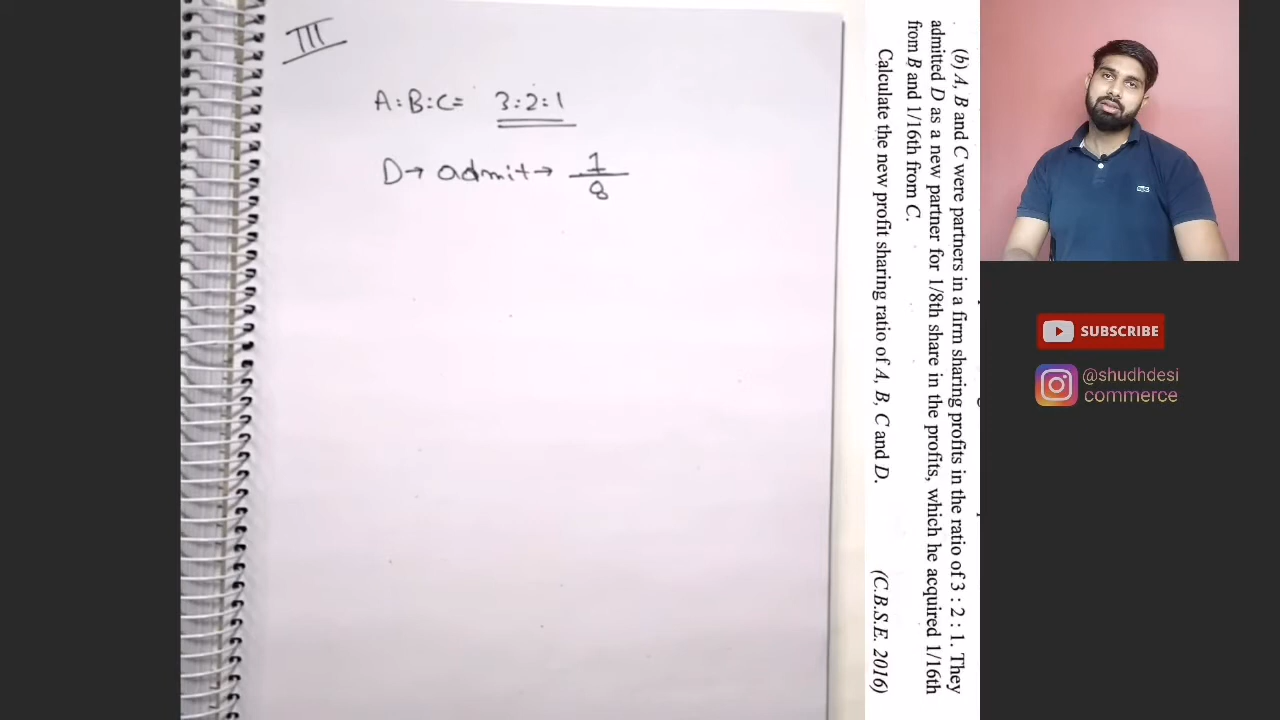 III
A:B:C= 3:2:1
D→ admit→ 1/8
(b) A, B and C were partners in a firm sharing profits in the ratio of 3 : 2 : 1. They
admitted D as a new partner for 1/8th share in the profits, which he acquired 1/16th
from B and 1/16th from C.
Calculate the new profit sharing ratio of A, B, C and D. (C.B.S.E. 2016)
SUBSCRIBE
@shudhdesi
commerce